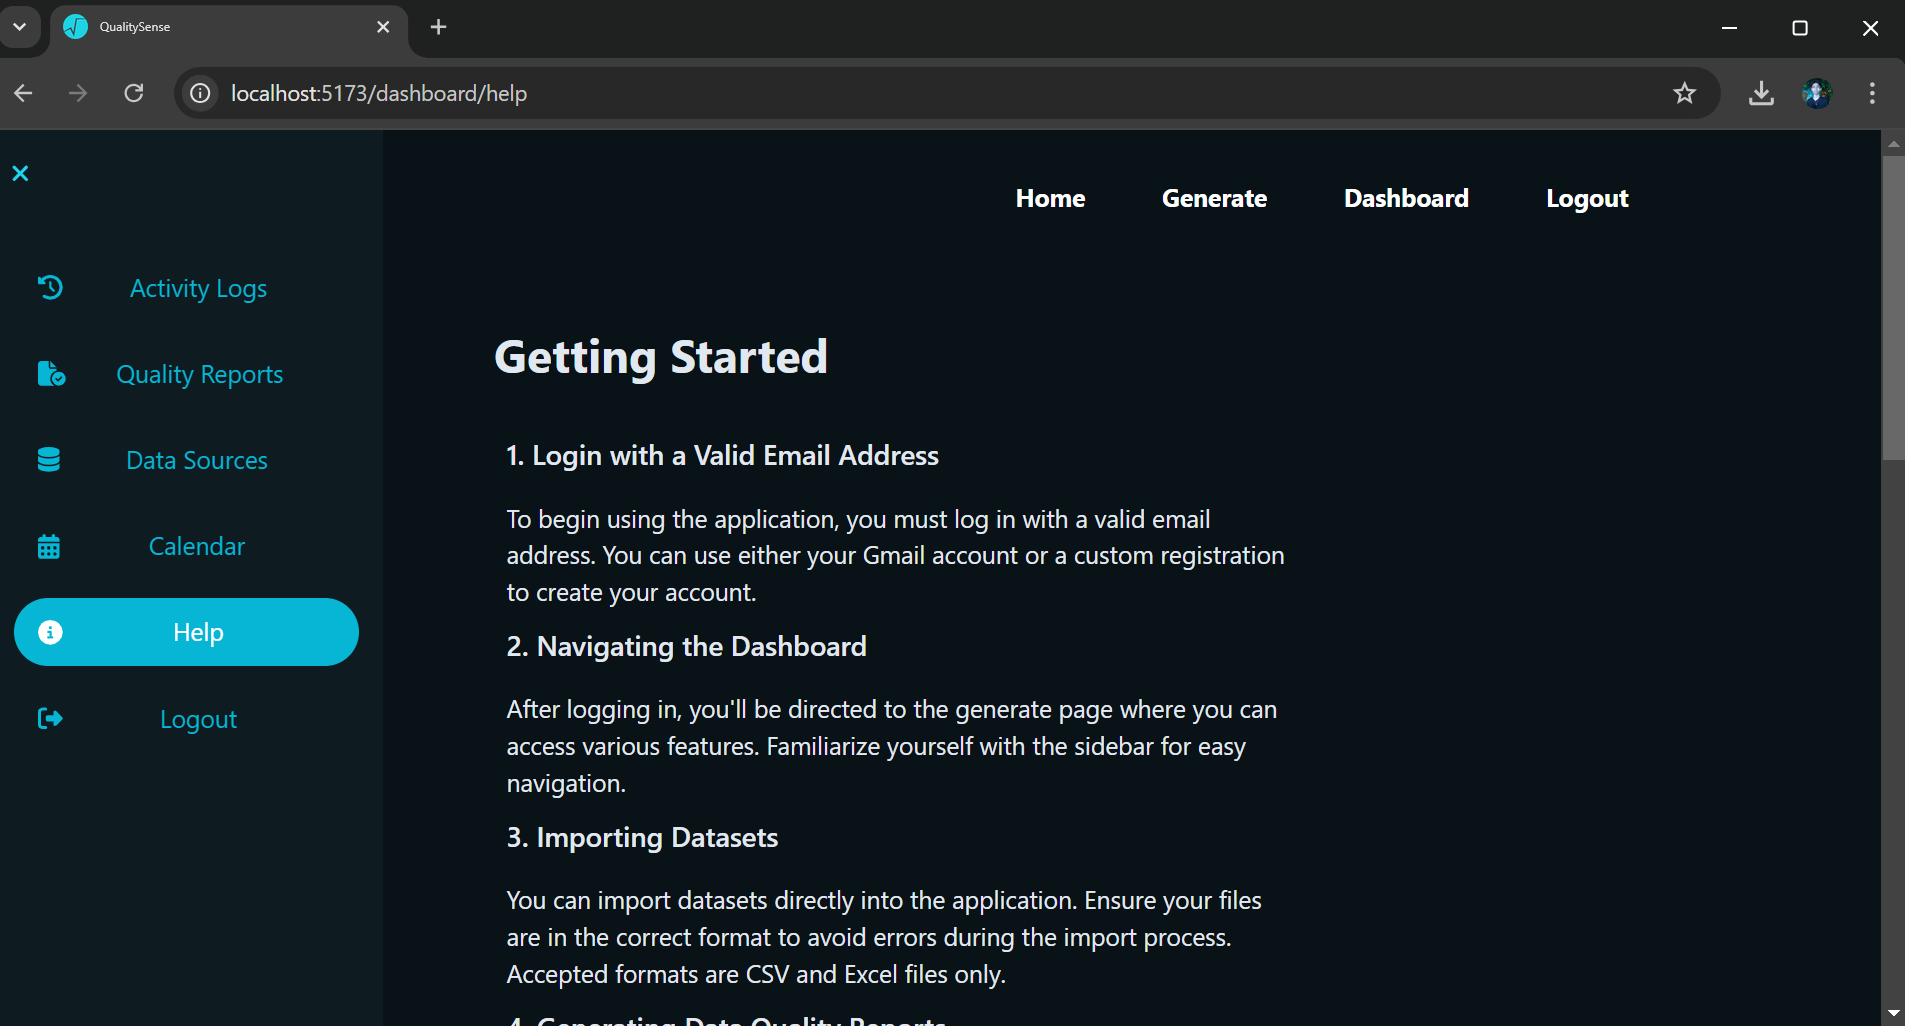 QualitySense
localhost:5173/dashboard/help
Home Generate Dashboard Logout
Activity Logs
Quality Reports
Data Sources
Calendar
Help
Logout
Getting Started
1. Login with a Valid Email Address
To begin using the application, you must log in with a valid email
address. You can use either your Gmail account or a custom registration
to create your account.
2. Navigating the Dashboard
After logging in, you'll be directed to the generate page where you can
access various features. Familiarize yourself with the sidebar for easy
navigation.
3. Importing Datasets
You can import datasets directly into the application. Ensure your files
are in the correct format to avoid errors during the import process.
Accepted formats are CSV and Excel files only.
4. Generating Data Quality Reports